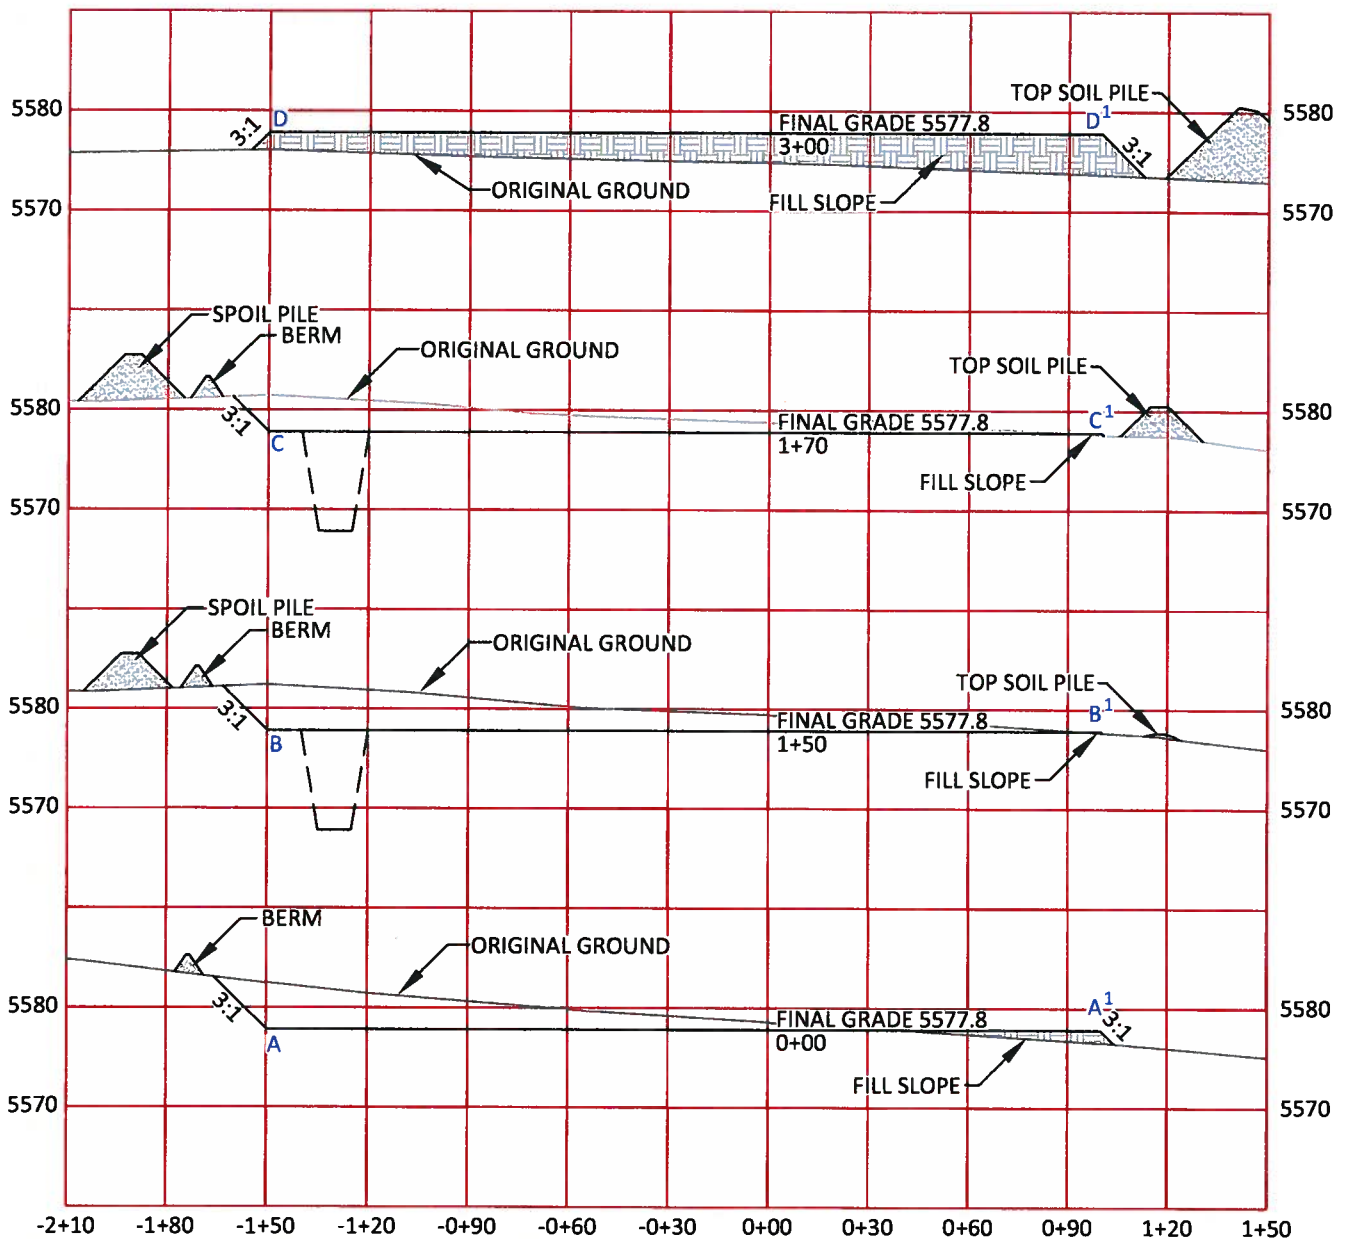 TOP SOIL PILE
5580
3:1
D
FINAL GRADE 5577.8
D1
5580
3+00
3:1
ORIGINAL GROUND
FILL SLOPE
5570
5570
SPOIL PILE
BERM
ORIGINAL GROUND
TOP SOIL PILE
5580
3:1
C
FINAL GRADE 5577.8
C1
5580
1+70
FILL SLOPE
5570
5570
SPOIL PILE
BERM
ORIGINAL GROUND
TOP SOIL PILE
5580
3:1
B
FINAL GRADE 5577.8
B1
5580
1+50
FILL SLOPE
5570
5570
BERM
ORIGINAL GROUND
5580
3:1
A
FINAL GRADE 5577.8
A1
3:1
5580
0+00
FILL SLOPE
5570
5570
-2+10 -1+80 -1+50 -1+20 -0+90 -0+60 -0+30 0+00 0+30 0+60 0+90 1+20 1+50